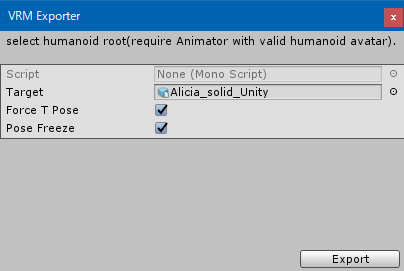 VRM Exporter
select humanoid root(require Animator with valid humanoid avatar).
Script None (Mono Script)
Target Alicia_solid_Unity
Force T Pose
Pose Freeze
Export